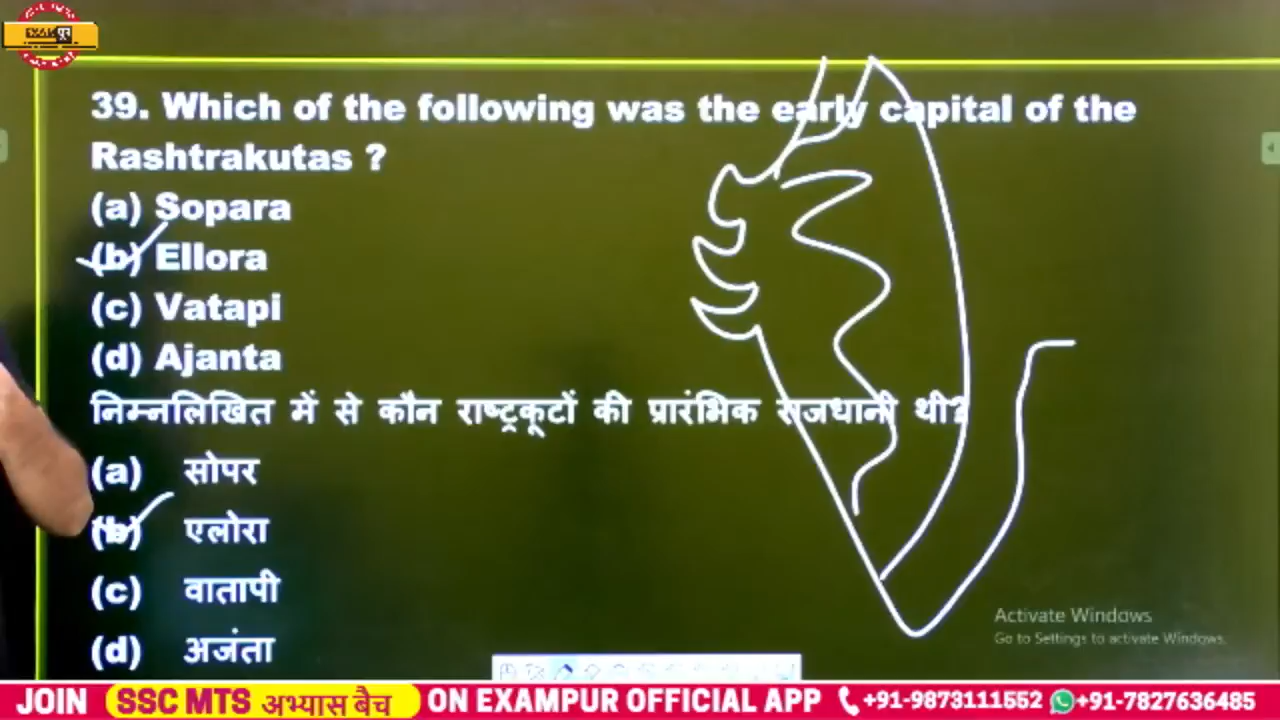 EXAMपुर
39. Which of the following was the early capital of the
Rashtrakutas ?
(a) Sopara
(b) Ellora
(c) Vatapi
(d) Ajanta
निम्नलिखित में से कौन राष्ट्रकूटों की प्रारंभिक राजधानी थी?
(a) सोपर
(b) एलोरा
(c) वातापी
(d) अजंता
Activate Windows
Go to Settings to activate Windows.
JOIN SSC MTS अभ्यास बैच ON EXAMPUR OFFICIAL APP +91-9873111552 +91-7827636485